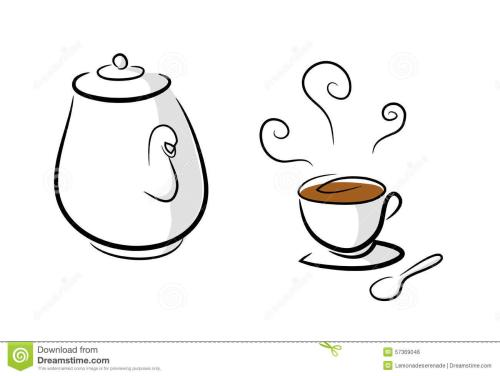 Download from
Dreamstime.com
This watermarked comp image is for previewing purposes only.
57369046
Lemonadeserenade | Dreamstime.com